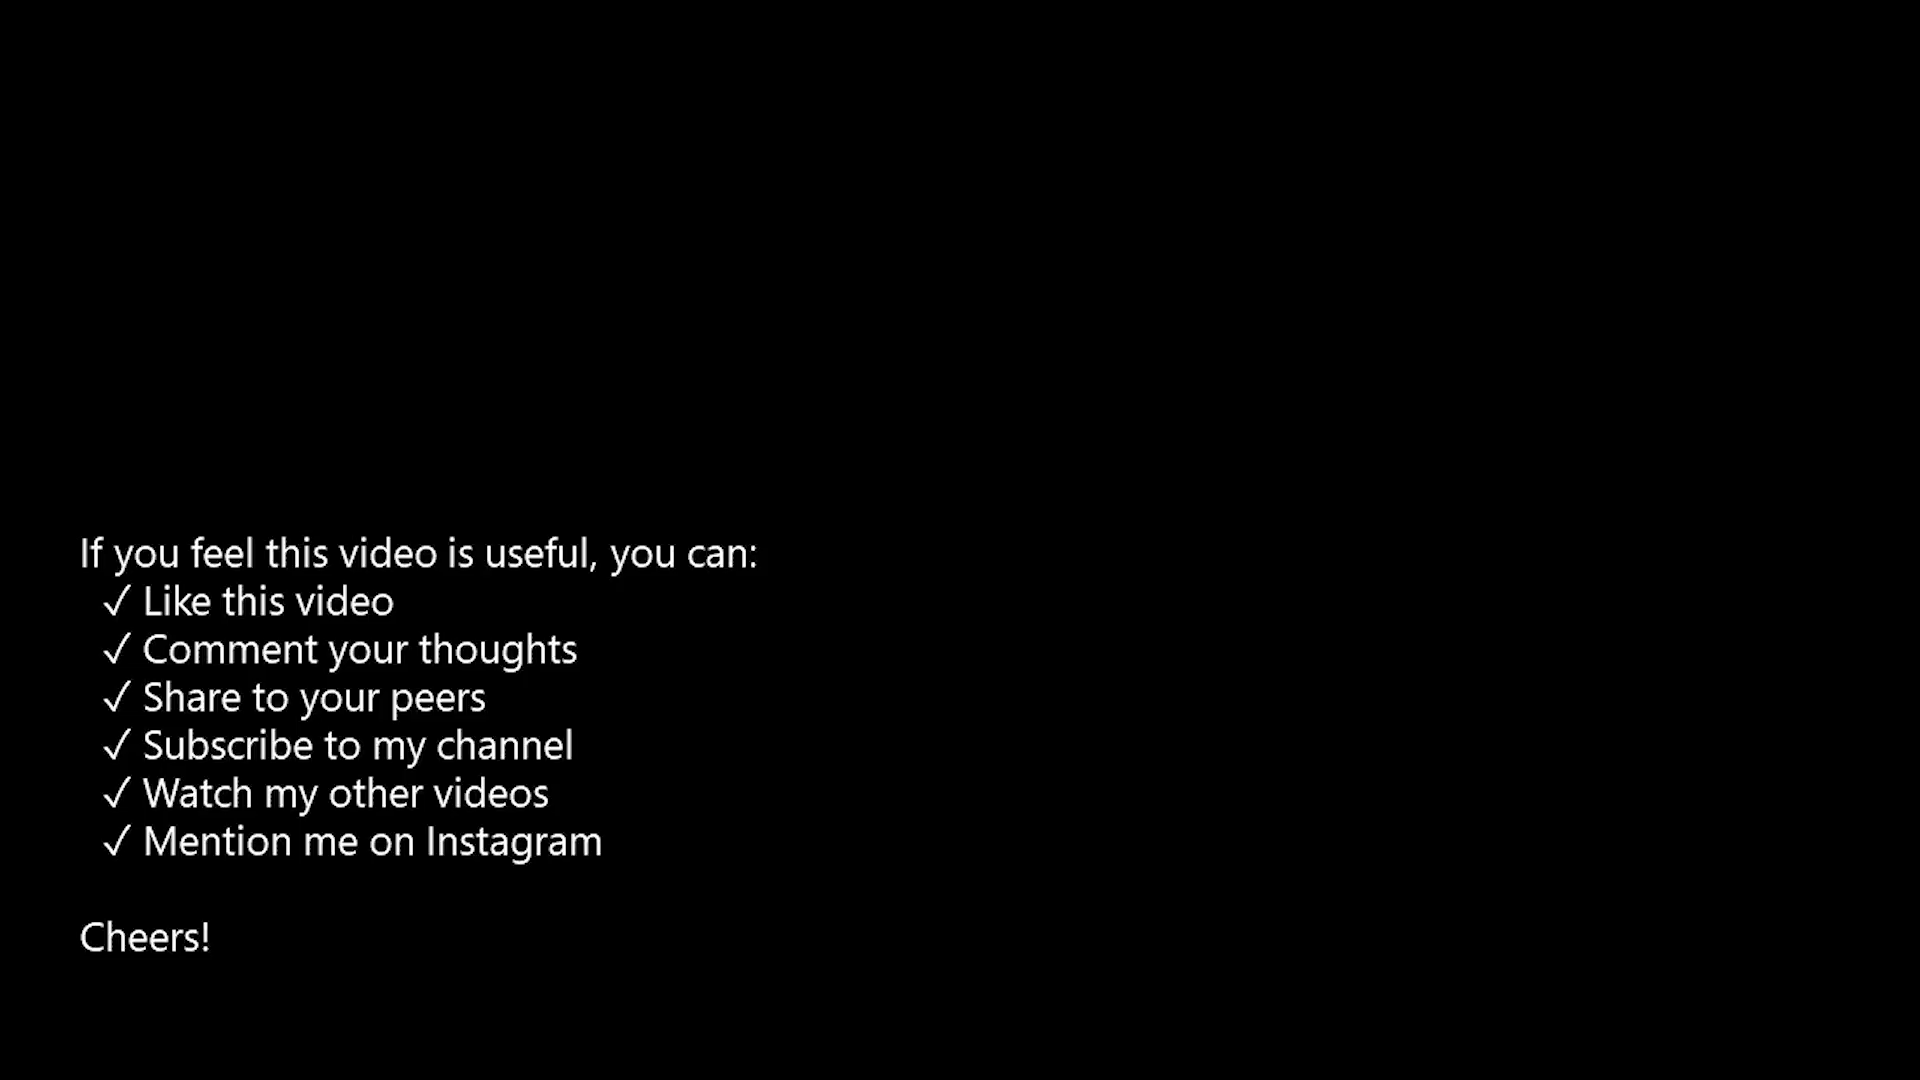 If you feel this video is useful, you can:
✓ Like this video
✓ Comment your thoughts
✓ Share to your peers
✓ Subscribe to my channel
✓ Watch my other videos
✓ Mention me on Instagram
Cheers!